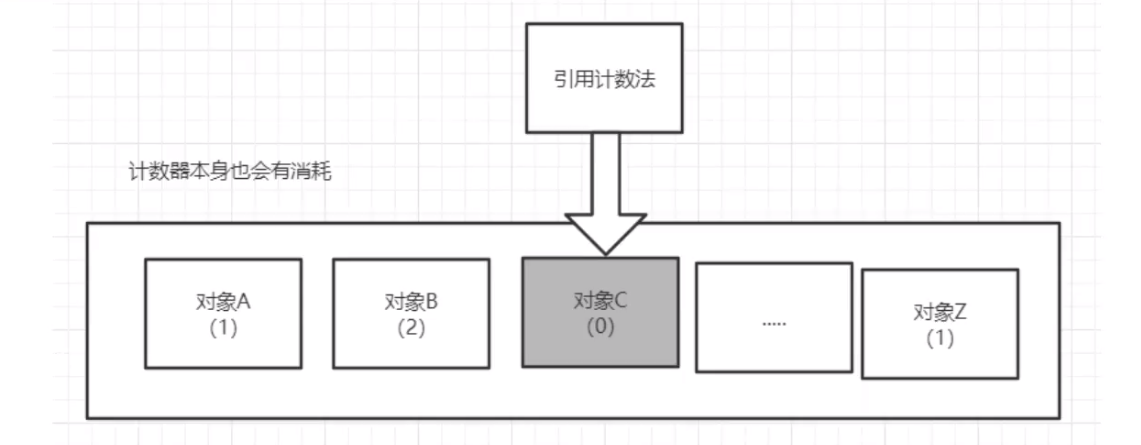 引用计数法
计数器本身也会有消耗
对象A
(1)
对象B
(2)
对象C
(0)
.....
对象Z
(1)